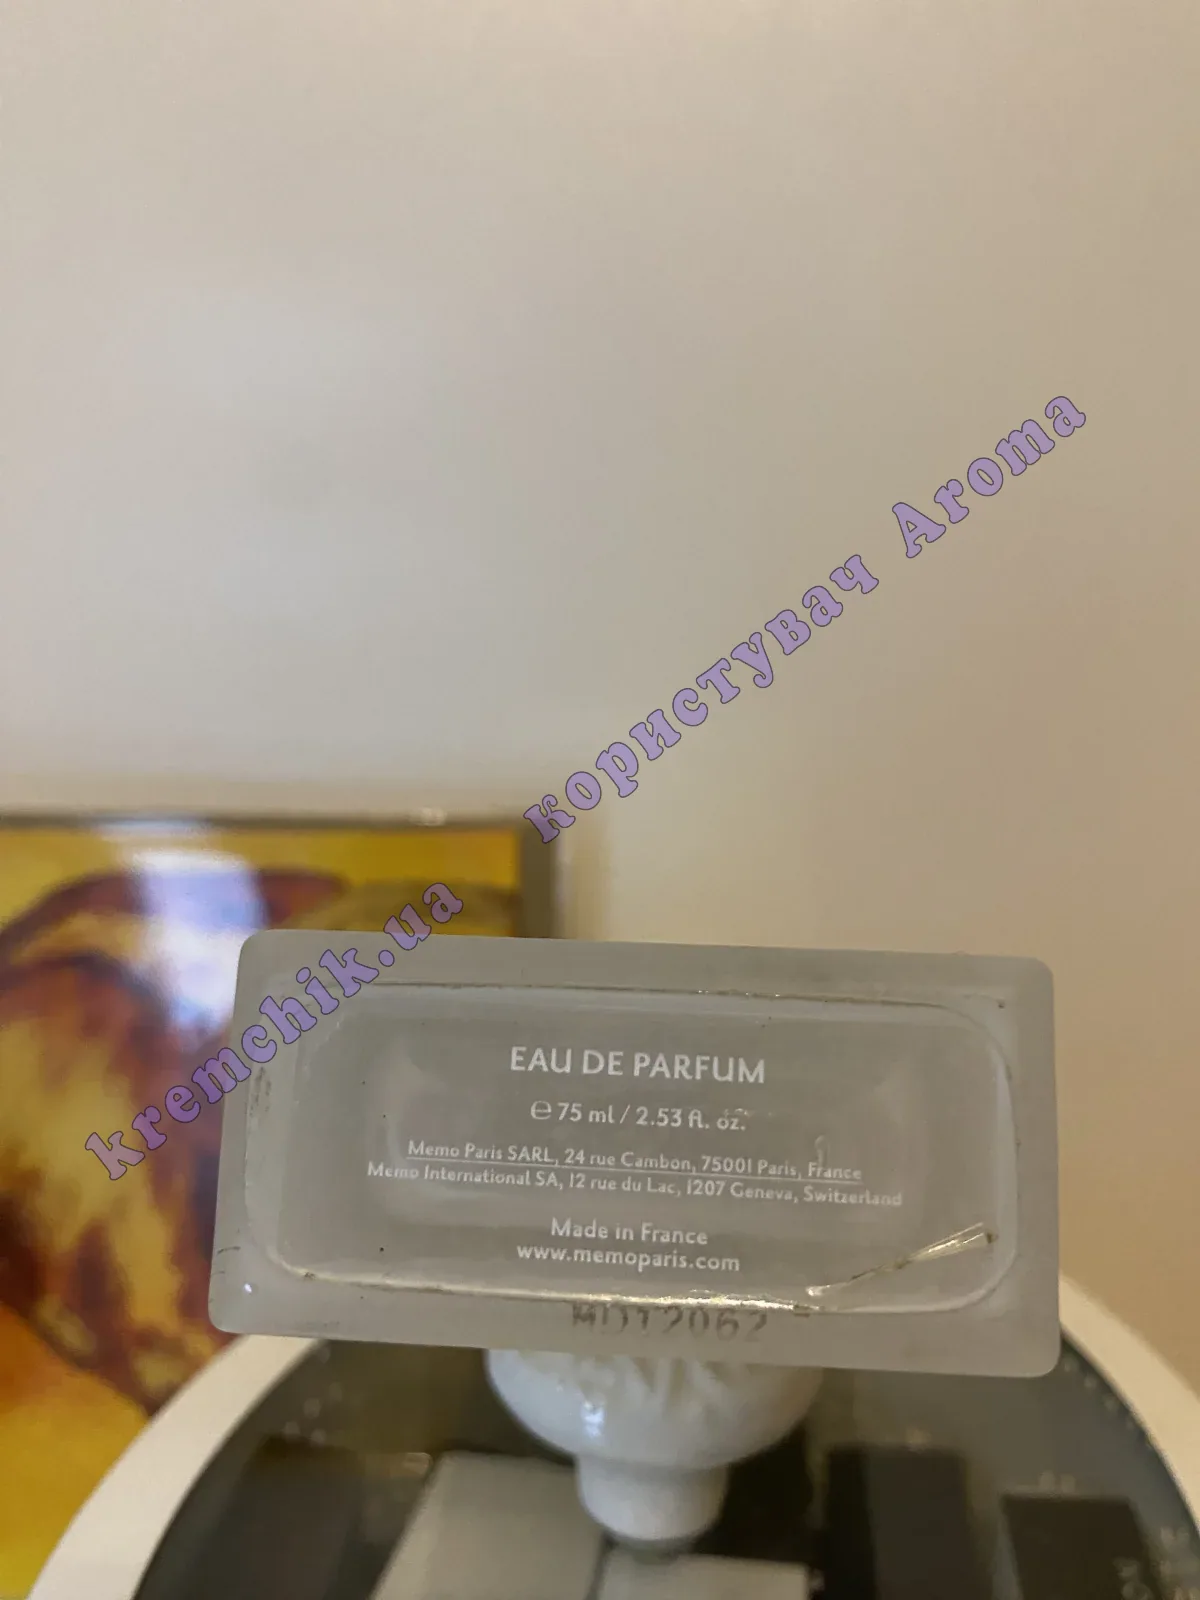 kremchik.ua користувач Aroma
EAU DE PARFUM
℮ 75 ml / 2.53 fl. oz.
Memo Paris SARL, 24 rue Cambon, 75001 Paris, France
Memo International SA, 12 rue du Lac, 1207 Geneva, Switzerland
Made in France
www.memoparis.com